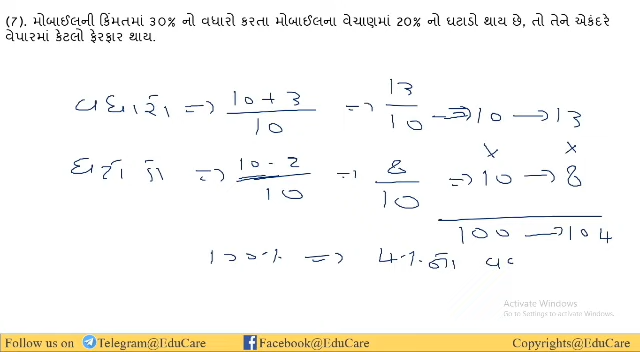 (7). મોબાઈલની કિંમતમાં 30% નો વધારો કરતા મોબાઈલના વેચાણમાં 20% નો ઘટાડો થાય છે, તો તેને એકંદરે
વેપારમાં કેટલો ફેરફાર થાય.
વધારો => 10+3/10 => 13/10 => 10 → 13
x x
ઘટાડો => 10-2/10 => 8/10 => 10 → 8
100 → 104
100% => 4% નો વ
Activate Windows
Go to Settings to activate Windows.
Follow us on Telegram@EduCare Facebook@EduCare Copyrights@EduCare